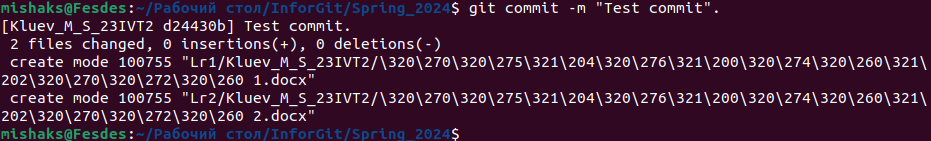 mishaks@Fesdes:~/Рабочий стол/InforGit/Spring_2024$ git commit -m "Test commit".
[Kluev_M_S_23IVT2 d24430b] Test commit.
 2 files changed, 0 insertions(+), 0 deletions(-)
 create mode 100755 "Lr1/Kluev_M_S_23IVT2/\320\270\320\275\321\204\320\276\321\200\320\274\320\260\321\
202\320\270\320\272\320\260 1.docx"
 create mode 100755 "Lr2/Kluev_M_S_23IVT2/\320\270\320\275\321\204\320\276\321\200\320\274\320\260\321\
202\320\270\320\272\320\260 2.docx"
mishaks@Fesdes:~/Рабочий стол/InforGit/Spring_2024$